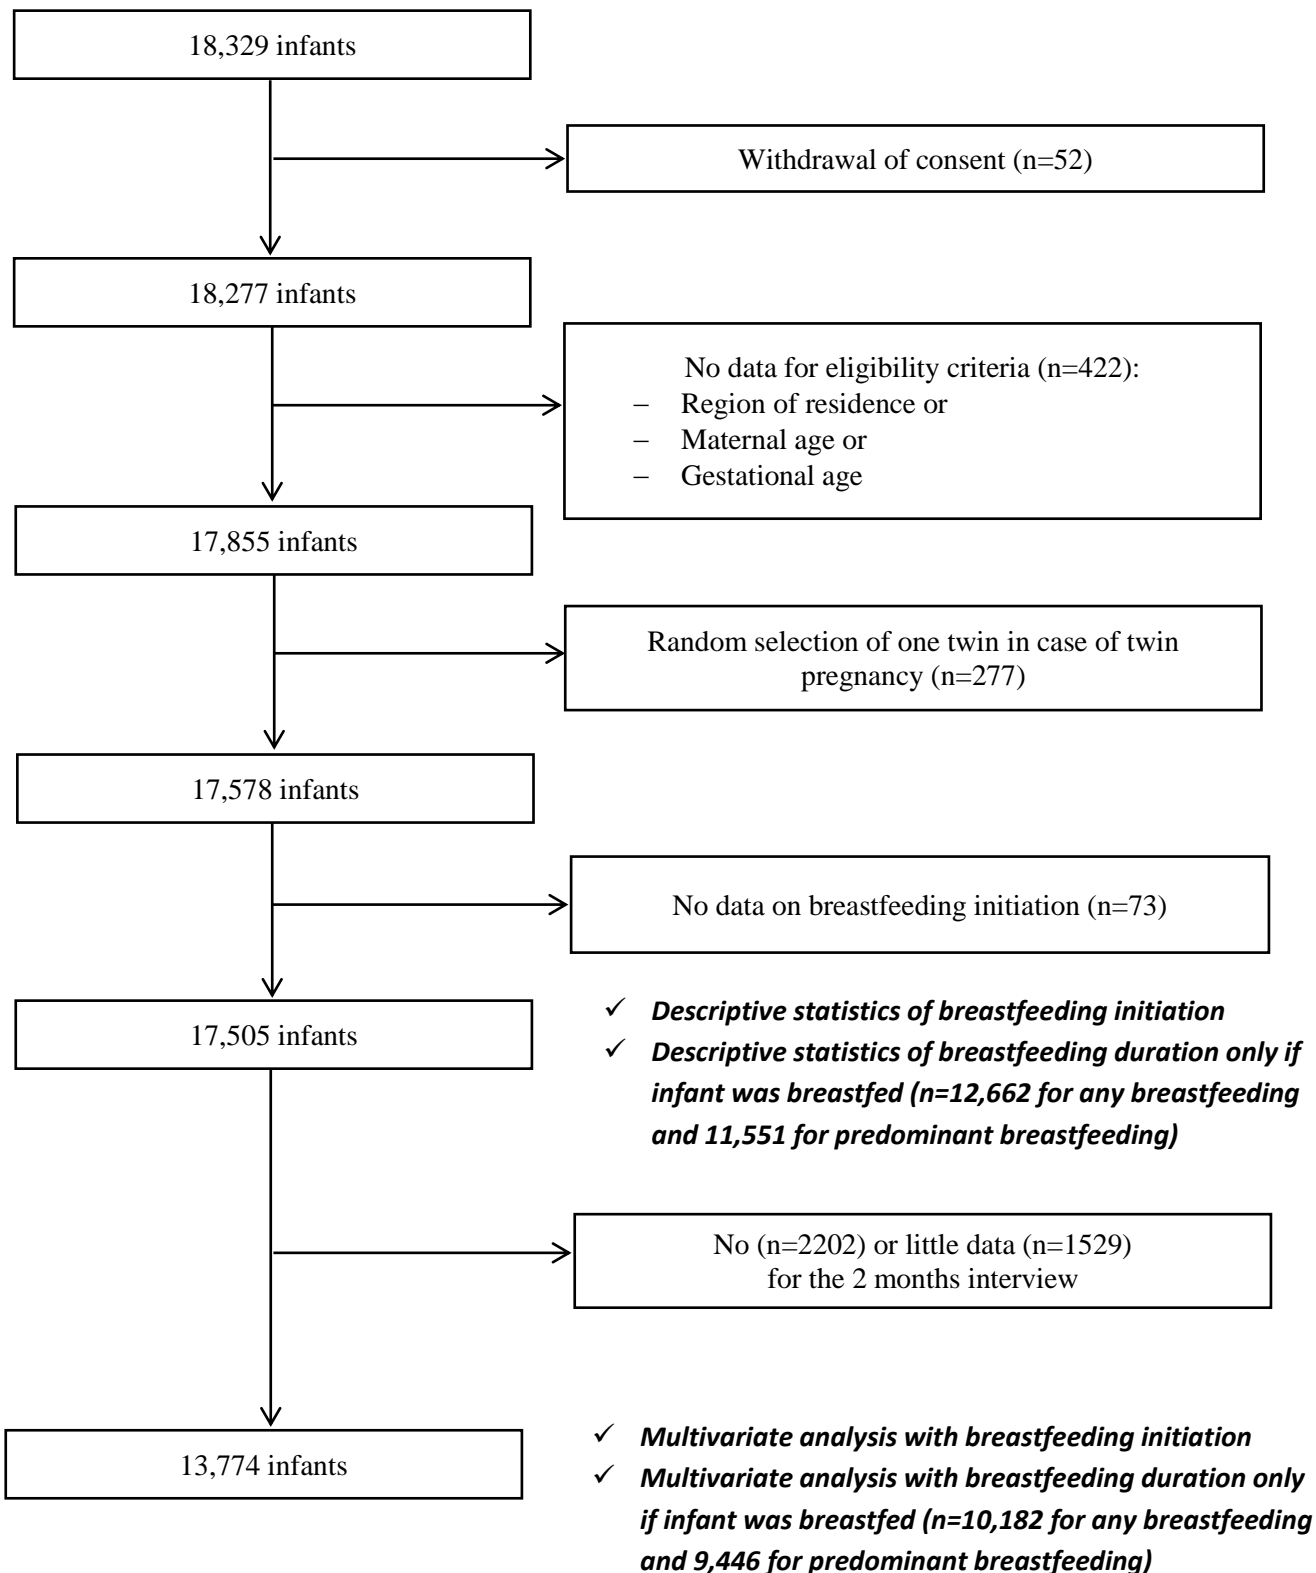 18,329 infants
Withdrawal of consent (n=52)
18,277 infants
No data for eligibility criteria (n=422):
– Region of residence or
– Maternal age or
– Gestational age
17,855 infants
Random selection of one twin in case of twin
pregnancy (n=277)
17,578 infants
No data on breastfeeding initiation (n=73)
17,505 infants
✓ Descriptive statistics of breastfeeding initiation
✓ Descriptive statistics of breastfeeding duration only if
infant was breastfed (n=12,662 for any breastfeeding
and 11,551 for predominant breastfeeding)
No (n=2202) or little data (n=1529)
for the 2 months interview
13,774 infants
✓ Multivariate analysis with breastfeeding initiation
✓ Multivariate analysis with breastfeeding duration only
if infant was breastfed (n=10,182 for any breastfeeding
and 9,446 for predominant breastfeeding)